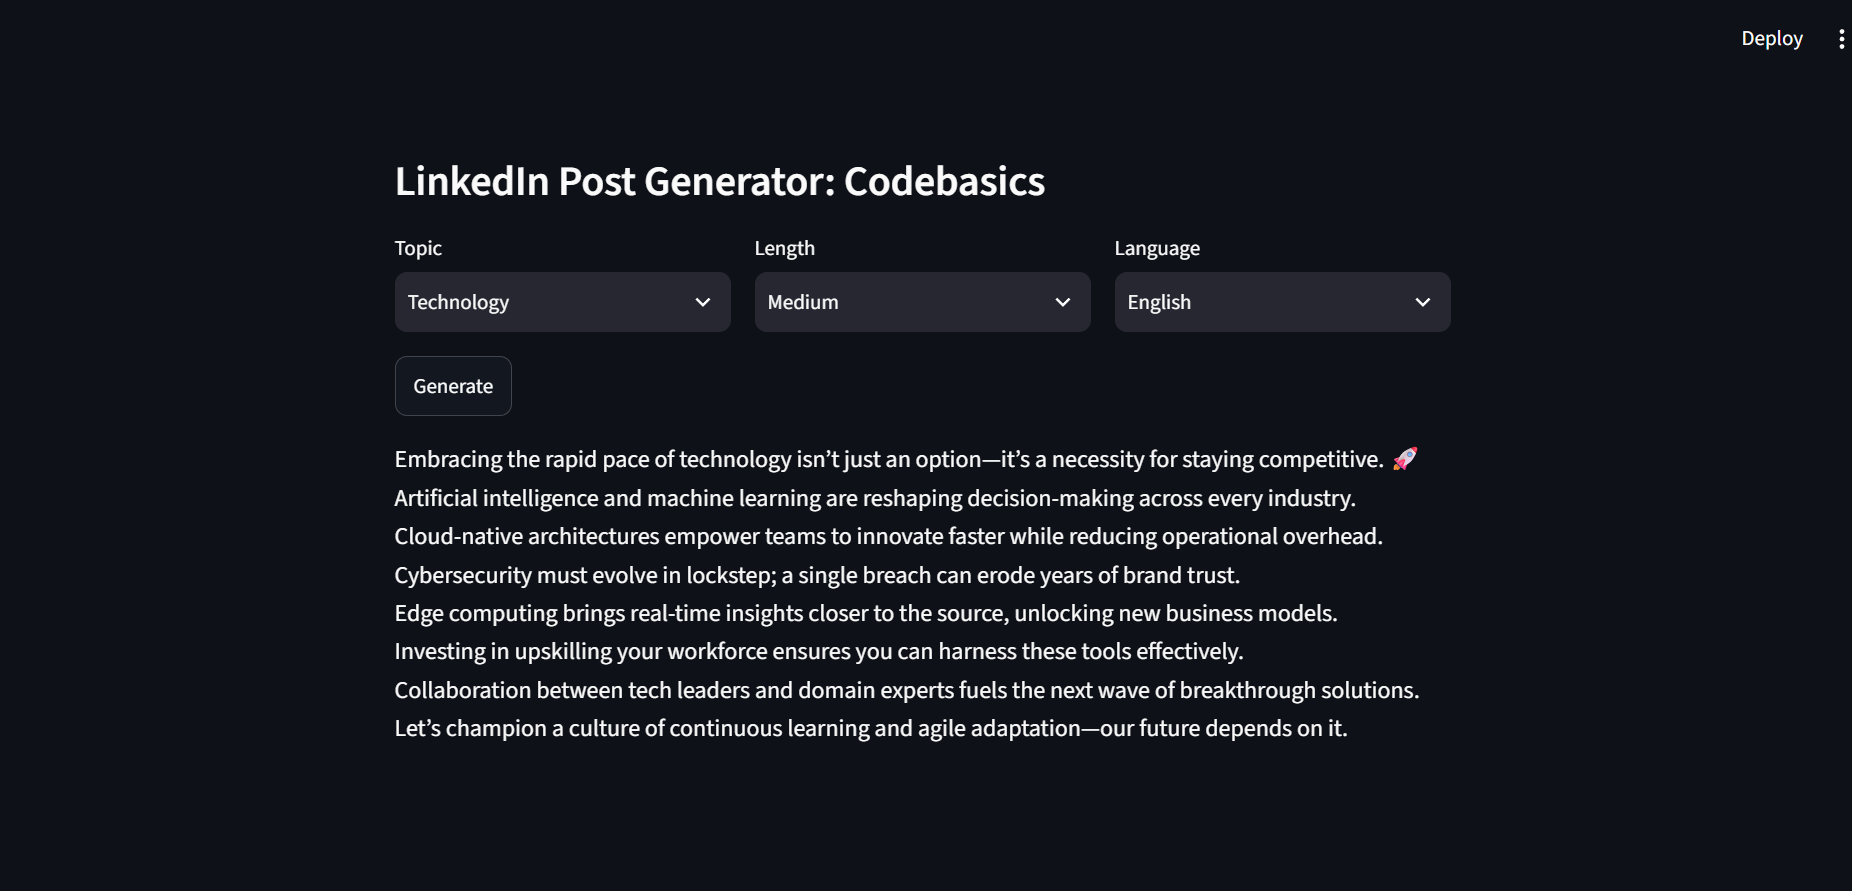 Deploy
LinkedIn Post Generator: Codebasics
Topic
Length
Language
Technology
Medium
English
Generate
Embracing the rapid pace of technology isn’t just an option—it’s a necessity for staying competitive. 🚀
Artificial intelligence and machine learning are reshaping decision-making across every industry.
Cloud-native architectures empower teams to innovate faster while reducing operational overhead.
Cybersecurity must evolve in lockstep; a single breach can erode years of brand trust.
Edge computing brings real-time insights closer to the source, unlocking new business models.
Investing in upskilling your workforce ensures you can harness these tools effectively.
Collaboration between tech leaders and domain experts fuels the next wave of breakthrough solutions.
Let’s champion a culture of continuous learning and agile adaptation—our future depends on it.